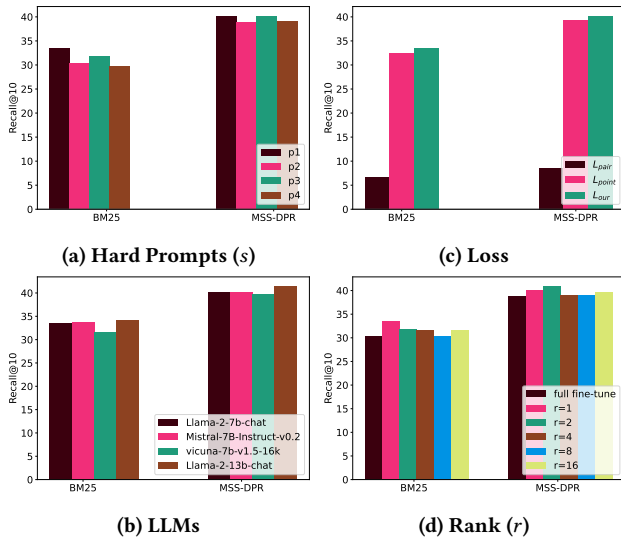 40
35
30
25
20
15
10
5
0
Recall@10
p1
p2
p3
p4
BM25
MSS-DPR
(a) Hard Prompts (s)
40
35
30
25
20
15
10
5
0
Recall@10
L_pair
L_point
L_our
BM25
MSS-DPR
(c) Loss
40
35
30
25
20
15
10
5
0
Recall@10
Llama-2-7b-chat
Mistral-7B-Instruct-v0.2
vicuna-7b-v1.5-16k
Llama-2-13b-chat
BM25
MSS-DPR
(b) LLMs
40
35
30
25
20
15
10
5
0
Recall@10
full fine-tune
r=1
r=2
r=4
r=8
r=16
BM25
MSS-DPR
(d) Rank (r)